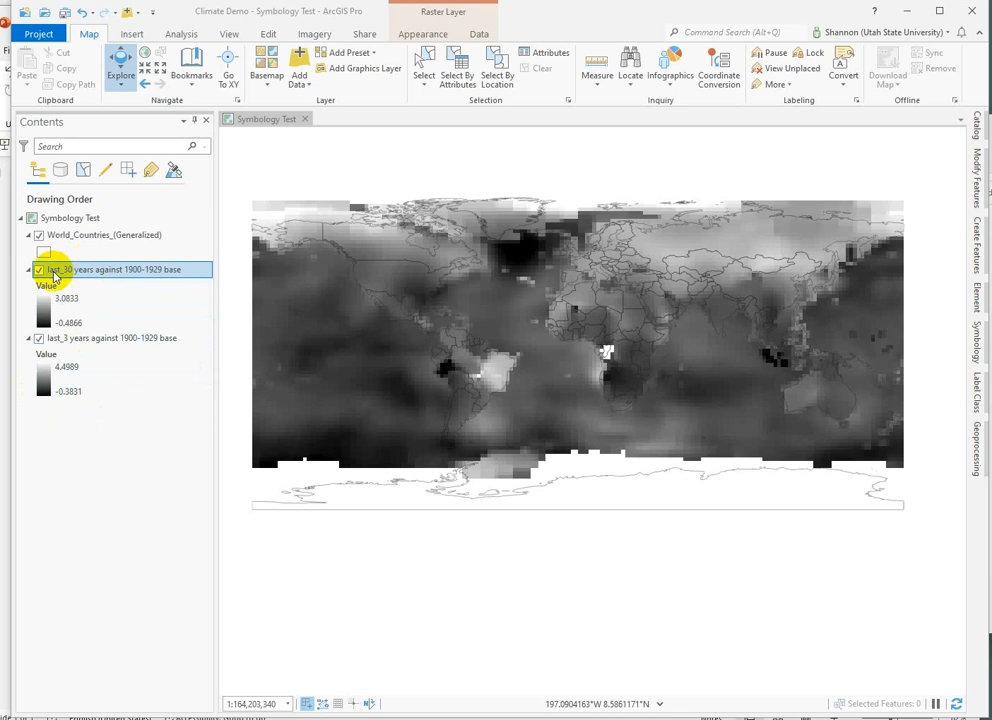 Climate Demo - Symbology Test - ArcGIS Pro
Raster Layer
?
Project
Map
Insert
Analysis
View
Edit
Imagery
Share
Appearance
Data
Command Search (Alt+Q)
Shannon (Utah State University)
Paste
Cut
Copy
Copy Path
Clipboard
Explore
Bookmarks
Go To XY
Navigate
Basemap
Add Data
Add Preset
Add Graphics Layer
Layer
Select
Select By Attributes
Select By Location
Attributes
Clear
Selection
Measure
Locate
Infographics
Coordinate Conversion
Inquiry
Pause
Lock
View Unplaced
More
Labeling
Convert
Download Map
Sync
Remove
Offline
Contents
Search
Drawing Order
Symbology Test
World_Countries_(Generalized)
last_30 years against 1900-1929 base
Value
3.0833
-0.4866
last_3 years against 1900-1929 base
Value
4.4989
-0.3831
Symbology Test
Catalog
Modify Features
Create Features
Element
Symbology
Label Class
Geoprocessing
1:164,203,340
197.0904163°W 8.5861171°N
Selected Features: 0